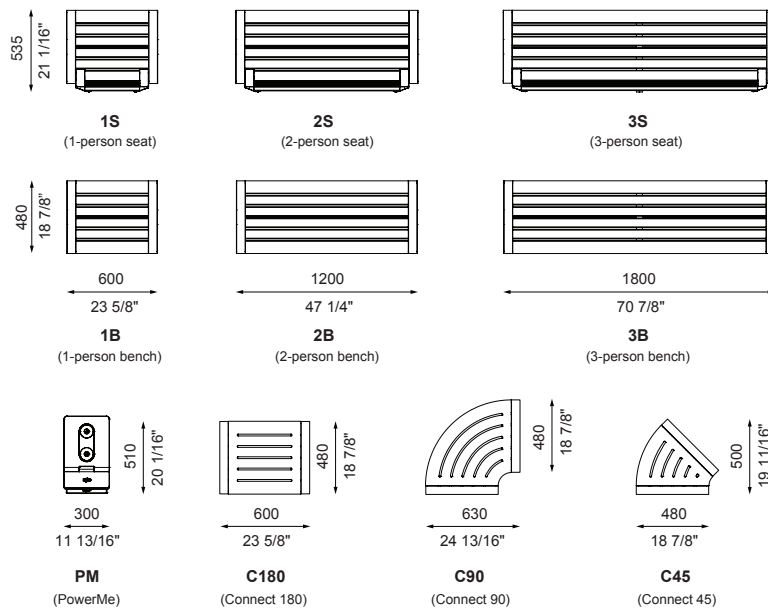 535
21 1/16"
1S
(1-person seat)
2S
(2-person seat)
3S
(3-person seat)
480
18 7/8"
600
23 5/8"
1200
47 1/4"
1800
70 7/8"
1B
(1-person bench)
2B
(2-person bench)
3B
(3-person bench)
510
20 1/16"
480
18 7/8"
480
18 7/8"
500
19 11/16"
300
11 13/16"
600
23 5/8"
630
24 13/16"
480
18 7/8"
PM
(PowerMe)
C180
(Connect 180)
C90
(Connect 90)
C45
(Connect 45)